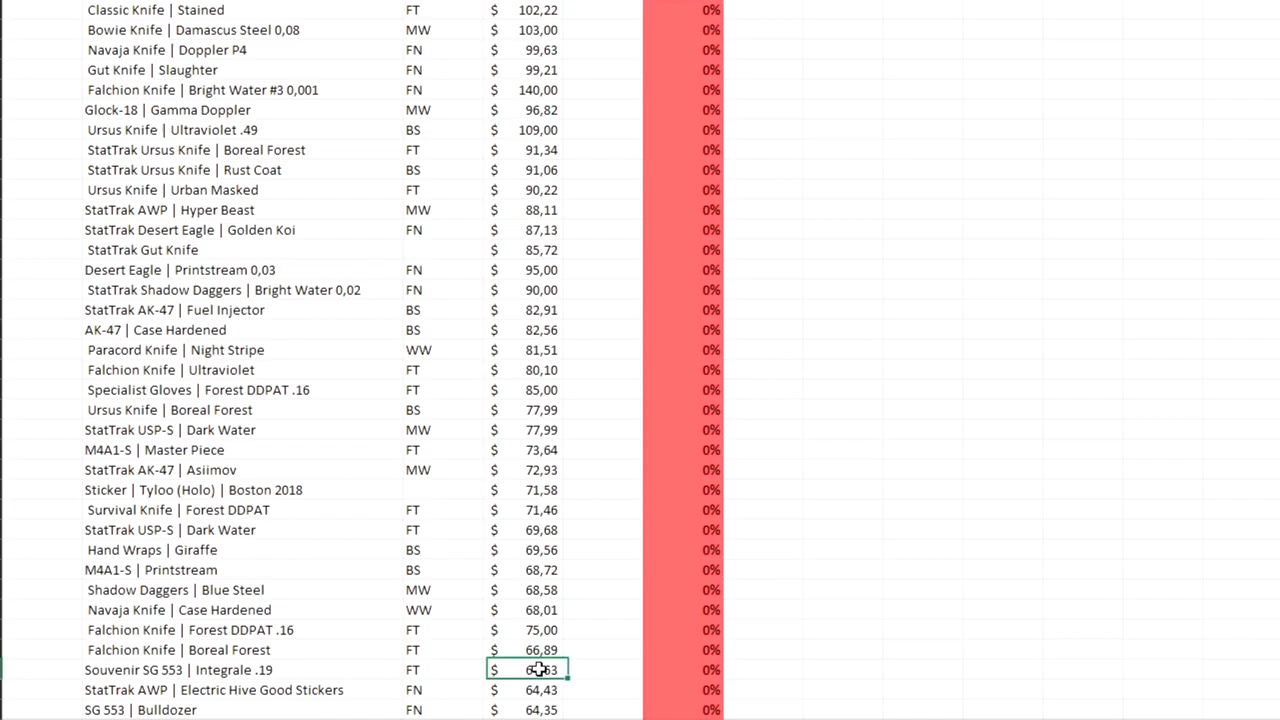 Classic Knife | Stained FT $ 102,22 0%
Bowie Knife | Damascus Steel 0,08 MW $ 103,00 0%
Navaja Knife | Doppler P4 FN $ 99,63 0%
Gut Knife | Slaughter FN $ 99,21 0%
Falchion Knife | Bright Water #3 0,001 FN $ 140,00 0%
Glock-18 | Gamma Doppler MW $ 96,82 0%
Ursus Knife | Ultraviolet .49 BS $ 109,00 0%
StatTrak Ursus Knife | Boreal Forest FT $ 91,34 0%
StatTrak Ursus Knife | Rust Coat BS $ 91,06 0%
Ursus Knife | Urban Masked FT $ 90,22 0%
StatTrak AWP | Hyper Beast MW $ 88,11 0%
StatTrak Desert Eagle | Golden Koi FN $ 87,13 0%
StatTrak Gut Knife $ 85,72 0%
Desert Eagle | Printstream 0,03 FN $ 95,00 0%
StatTrak Shadow Daggers | Bright Water 0,02 FN $ 90,00 0%
StatTrak AK-47 | Fuel Injector BS $ 82,91 0%
AK-47 | Case Hardened BS $ 82,56 0%
Paracord Knife | Night Stripe WW $ 81,51 0%
Falchion Knife | Ultraviolet FT $ 80,10 0%
Specialist Gloves | Forest DDPAT .16 FT $ 85,00 0%
Ursus Knife | Boreal Forest BS $ 77,99 0%
StatTrak USP-S | Dark Water MW $ 77,99 0%
M4A1-S | Master Piece FT $ 73,64 0%
StatTrak AK-47 | Asiimov MW $ 72,93 0%
Sticker | Tyloo (Holo) | Boston 2018 $ 71,58 0%
Survival Knife | Forest DDPAT FT $ 71,46 0%
StatTrak USP-S | Dark Water FT $ 69,68 0%
Hand Wraps | Giraffe BS $ 69,56 0%
M4A1-S | Printstream BS $ 68,72 0%
Shadow Daggers | Blue Steel MW $ 68,58 0%
Navaja Knife | Case Hardened WW $ 68,01 0%
Falchion Knife | Forest DDPAT .16 FT $ 75,00 0%
Falchion Knife | Boreal Forest FT $ 66,89 0%
Souvenir SG 553 | Integrale .19 FT $ 0%
StatTrak AWP | Electric Hive Good Stickers FN $ 64,43 0%
SG 553 | Bulldozer FN $ 64,35 0%